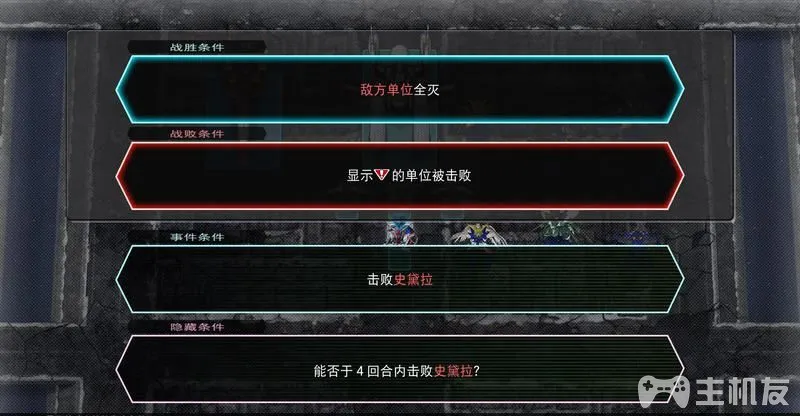 战胜条件
敌方单位全灭
战败条件
显示的单位被击败
事件条件
击败史黛拉
隐藏条件
能否于4回合内击败史黛拉?
主机友